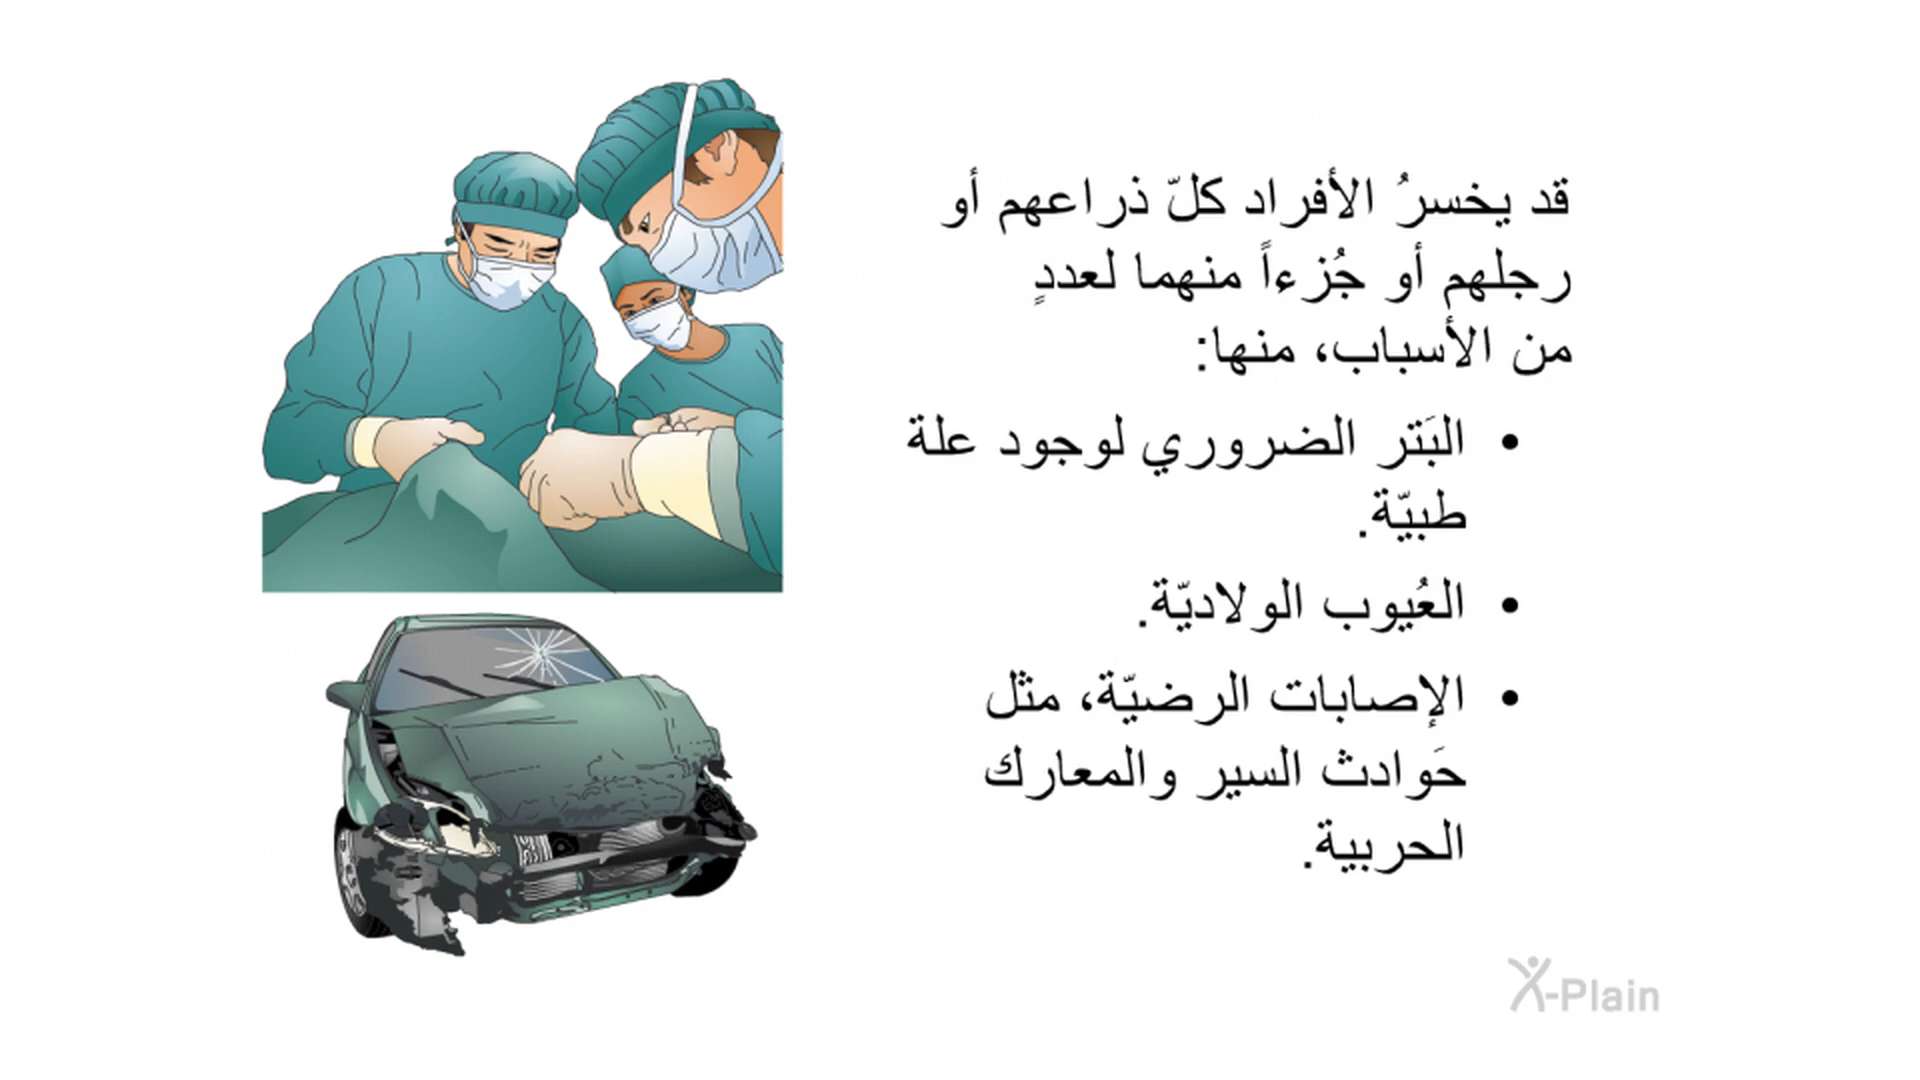 قد يخسرُ الأفراد كلّ ذراعهم أو
رجلهم أو جُزءاً منهما لعددٍ
من الأسباب، منها:
• البَتر الضروري لوجود علة
طبيّة.
• العُيوب الولاديّة.
• الإصابات الرضيّة، مثل
حَوادث السير والمعارك
الحربية.
X-Plain